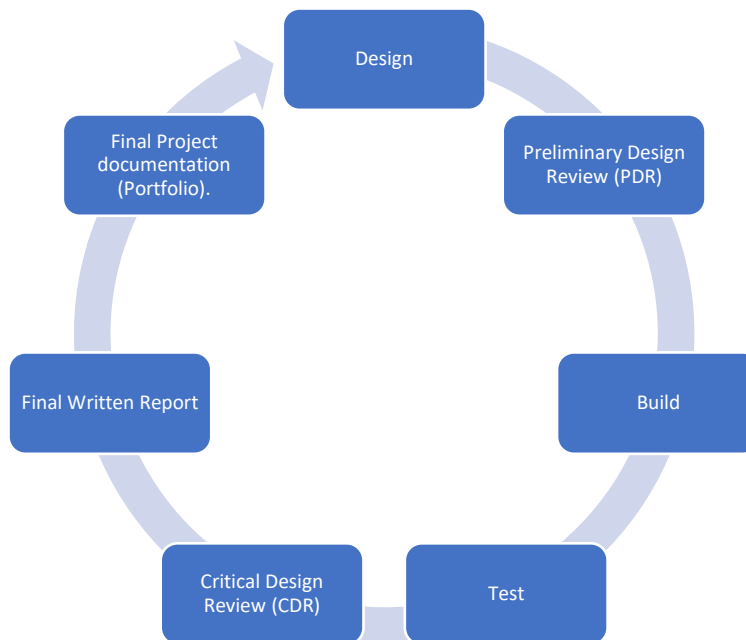 Design
Preliminary Design
Review (PDR)
Build
Test
Critical Design
Review (CDR)
Final Written Report
Final Project
documentation
(Portfolio).